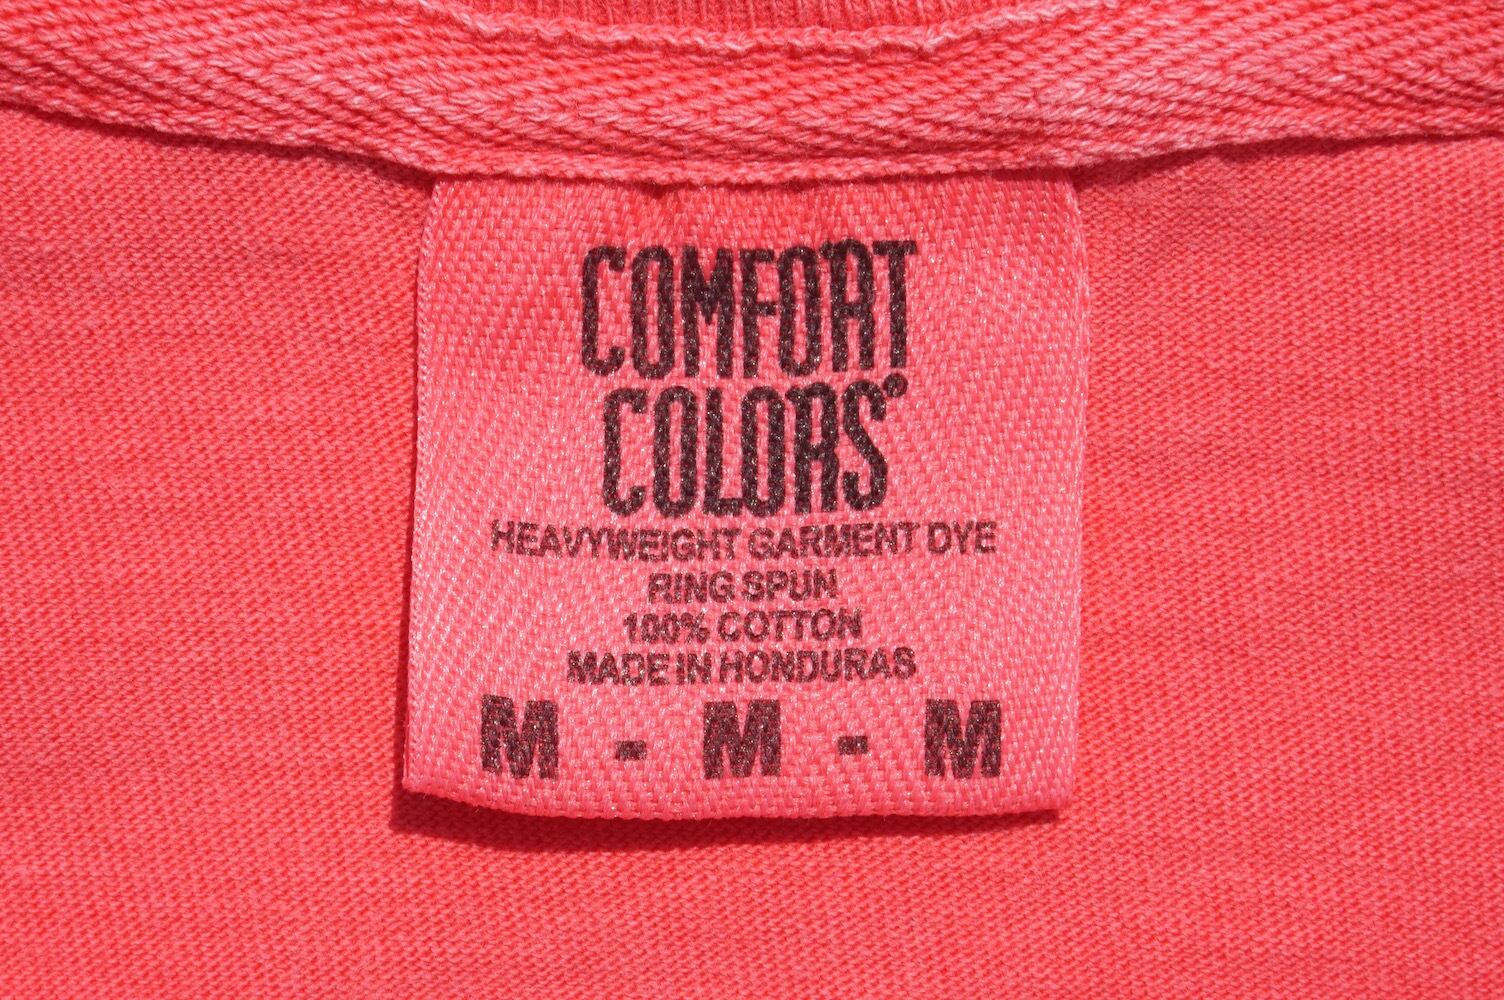 COMFORT
COLORS®
HEAVYWEIGHT GARMENT DYE
RING SPUN
100% COTTON
MADE IN HONDURAS
M - M - M